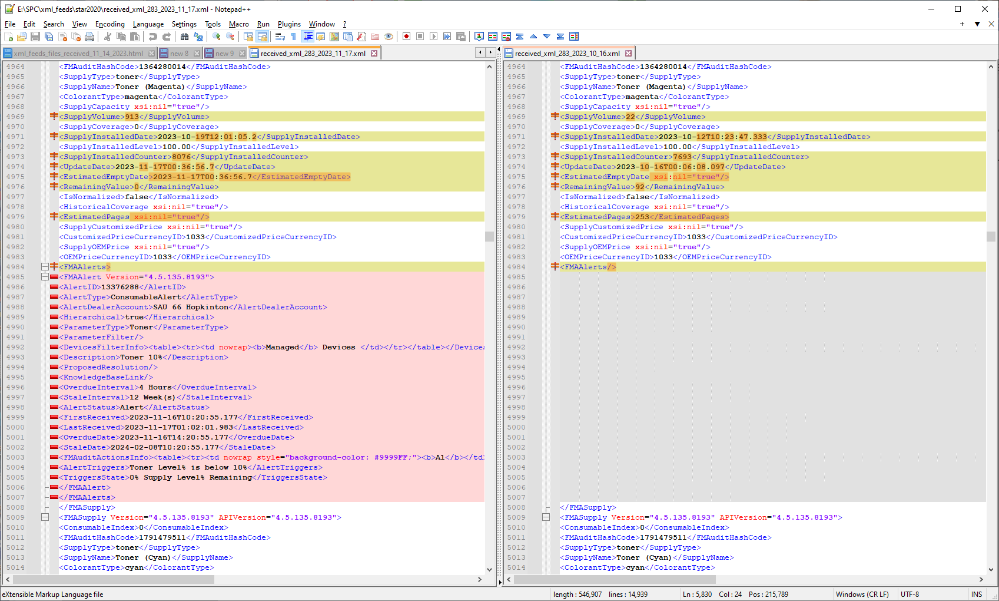 E:\SPC\xml_feeds\star2020\received_xml_283_2023_11_17.xml - Notepad++
File Edit Search View Encoding Language Settings Tools Macro Run Plugins Window ?
xml_feeds_files_received_11_14_2023.html new 8 new 9 received_xml_283_2023_11_17.xml
4964 <FMAuditHashCode>1364280014</FMAuditHashCode>
4965 <SupplyType>toner</SupplyType>
4966 <SupplyName>Toner (Magenta)</SupplyName>
4967 <ColorantType>magenta</ColorantType>
4968 <SupplyCapacity xsi:nil="true"/>
4969 <SupplyVolume>913</SupplyVolume>
4970 <SupplyCoverage>0</SupplyCoverage>
4971 <SupplyInstalledDate>2023-10-19T12:01:05.2</SupplyInstalledDate>
4972 <SupplyInstalledLevel>100.00</SupplyInstalledLevel>
4973 <SupplyInstalledCounter>8076</SupplyInstalledCounter>
4974 <UpdateDate>2023-11-17T00:36:56.7</UpdateDate>
4975 <EstimatedEmptyDate>2023-11-17T00:36:56.7</EstimatedEmptyDate>
4976 <RemainingValue>0</RemainingValue>
4977 <IsNormalized>false</IsNormalized>
4978 <HistoricalCoverage xsi:nil="true"/>
4979 <EstimatedPages xsi:nil="true"/>
4980 <SupplyCustomizedPrice xsi:nil="true"/>
4981 <CustomizedPriceCurrencyID>1033</CustomizedPriceCurrencyID>
4982 <SupplyOEMPrice xsi:nil="true"/>
4983 <OEMPriceCurrencyID>1033</OEMPriceCurrencyID>
4984 <FMAAlerts>
4985 <FMAAlert Version="4.5.135.8193">
4986 <AlertID>13376288</AlertID>
4987 <AlertType>ConsumableAlert</AlertType>
4988 <AlertDealerAccount>SAU 66 Hopkinton</AlertDealerAccount>
4989 <Hierarchical>true</Hierarchical>
4990 <ParameterType>Toner</ParameterType>
4991 <ParameterFilter/>
4992 <DevicesFilterInfo><table><tr><td nowrap><b>Managed</b> Devices </td></tr></table></Devices
4993 <Description>Toner 10%</Description>
4994 <ProposedResolution/>
4995 <KnowledgeBaseLink/>
4996 <OverdueInterval>4 Hours</OverdueInterval>
4997 <StaleInterval>12 Week(s)</StaleInterval>
4998 <AlertStatus>Alert</AlertStatus>
4999 <FirstReceived>2023-11-16T10:20:55.177</FirstReceived>
5000 <LastReceived>2023-11-17T01:02:01.983</LastReceived>
5001 <OverdueDate>2023-11-16T14:20:55.177</OverdueDate>
5002 <StaleDate>2024-02-08T10:20:55.177</StaleDate>
5003 <FMAuditActionsInfo><table><tr><td nowrap style="background-color: #9999FF;"><b>A1</b></td
5004 <AlertTriggers>Toner Level% is below 10%</AlertTriggers>
5005 <TriggersState>0% Supply Level% Remaining</TriggersState>
5006 </FMAAlert>
5007 </FMAAlerts>
5008 </FMASupply>
5009 <FMASupply Version="4.5.135.8193" APIVersion="4.5.135.8193">
5010 <ConsumableIndex>0</ConsumableIndex>
5011 <FMAuditHashCode>1791479511</FMAuditHashCode>
5012 <SupplyType>toner</SupplyType>
5013 <SupplyName>Toner (Cyan)</SupplyName>
5014 <ColorantType>cyan</ColorantType>
received_xml_283_2023_10_16.xml
4964 <FMAuditHashCode>1364280014</FMAuditHashCode>
4965 <SupplyType>toner</SupplyType>
4966 <SupplyName>Toner (Magenta)</SupplyName>
4967 <ColorantType>magenta</ColorantType>
4968 <SupplyCapacity xsi:nil="true"/>
4969 <SupplyVolume>22</SupplyVolume>
4970 <SupplyCoverage>0</SupplyCoverage>
4971 <SupplyInstalledDate>2023-10-12T10:23:47.333</SupplyInstalledDate>
4972 <SupplyInstalledLevel>100.00</SupplyInstalledLevel>
4973 <SupplyInstalledCounter>7693</SupplyInstalledCounter>
4974 <UpdateDate>2023-10-16T00:06:08.097</UpdateDate>
4975 <EstimatedEmptyDate xsi:nil="true"/>
4976 <RemainingValue>92</RemainingValue>
4977 <IsNormalized>false</IsNormalized>
4978 <HistoricalCoverage xsi:nil="true"/>
4979 <EstimatedPages>253</EstimatedPages>
4980 <SupplyCustomizedPrice xsi:nil="true"/>
4981 <CustomizedPriceCurrencyID>1033</CustomizedPriceCurrencyID>
4982 <SupplyOEMPrice xsi:nil="true"/>
4983 <OEMPriceCurrencyID>1033</OEMPriceCurrencyID>
4984 <FMAAlerts/>
4985
4986
4987
4988
4989
4990
4991
4992
4993
4994
4995
4996
4997
4998
4999
5000
5001
5002
5003
5004
5005
5006
5007
5008 </FMASupply>
5009 <FMASupply Version="4.5.135.8193" APIVersion="4.5.135.8193">
5010 <ConsumableIndex>0</ConsumableIndex>
5011 <FMAuditHashCode>1791479511</FMAuditHashCode>
5012 <SupplyType>toner</SupplyType>
5013 <SupplyName>Toner (Cyan)</SupplyName>
5014 <ColorantType>cyan</ColorantType>
eXtensible Markup Language file length : 546,907 lines : 14,939 Ln : 5,830 Col : 24 Pos : 215,789 Windows (CR LF) UTF-8 INS